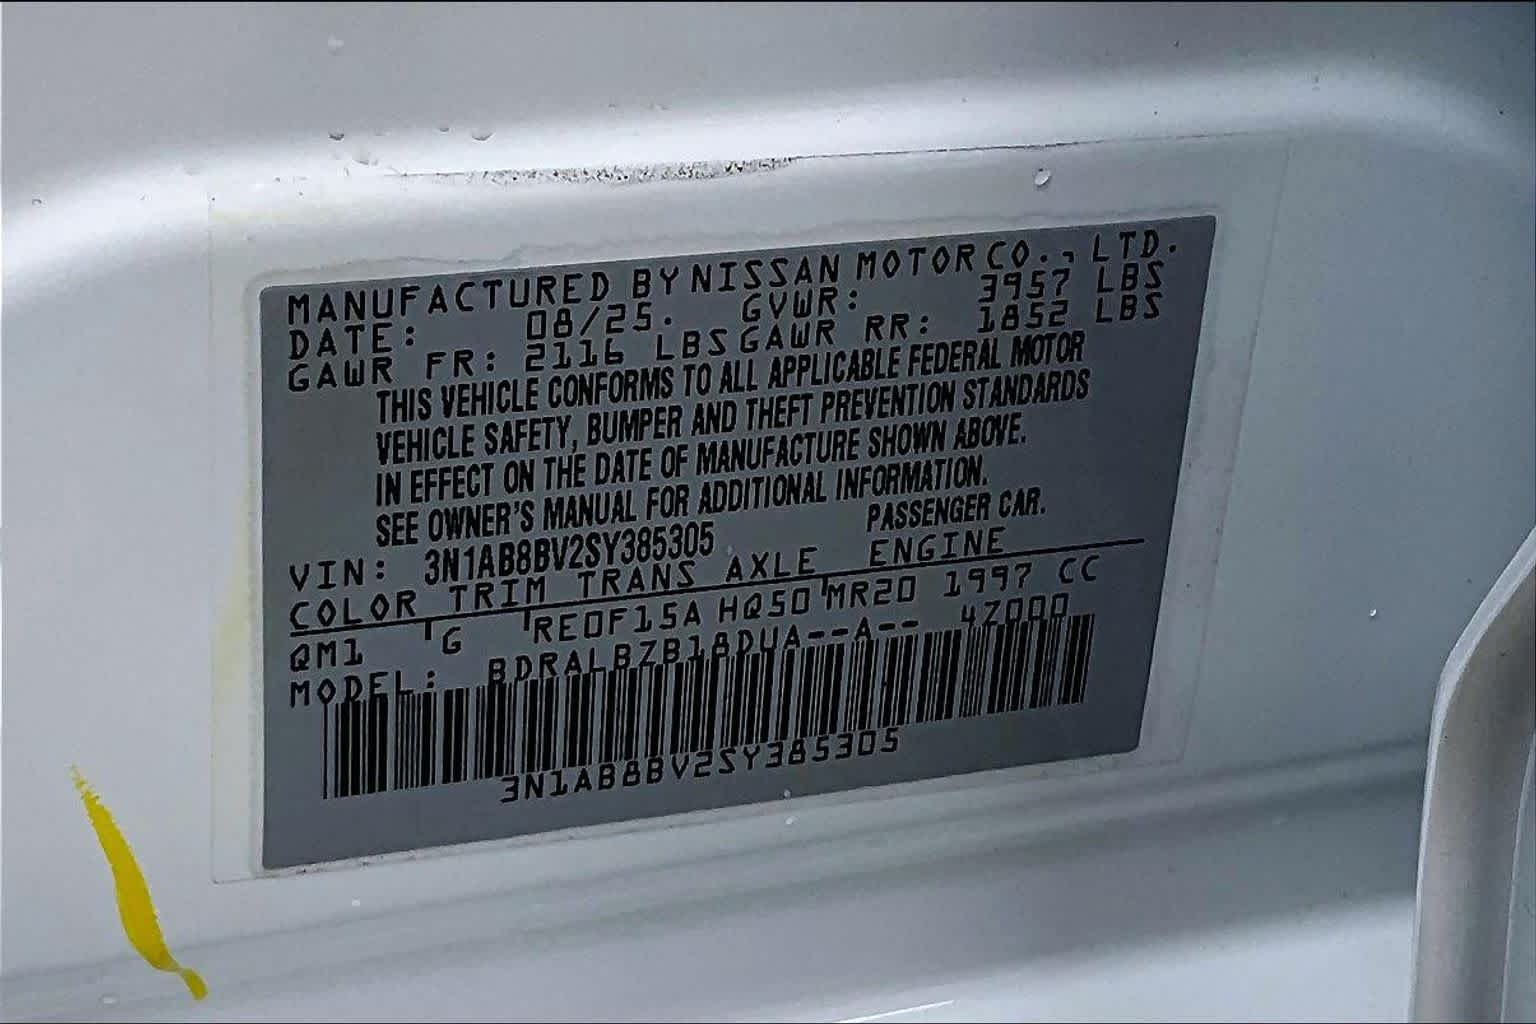 MANUFACTURED BY NISSAN MOTOR CO., LTD.
DATE: 08/25. GVWR: 3957 LBS
GAWR FR: 2116 LBS GAWR RR: 1852 LBS
THIS VEHICLE CONFORMS TO ALL APPLICABLE FEDERAL MOTOR
VEHICLE SAFETY, BUMPER AND THEFT PREVENTION STANDARDS
IN EFFECT ON THE DATE OF MANUFACTURE SHOWN ABOVE.
SEE OWNER'S MANUAL FOR ADDITIONAL INFORMATION.
VIN: 3N1AB8BV2SY385305 PASSENGER CAR.
COLOR TRIM TRANS AXLE ENGINE
QM1 G RE0F15A HQ50 MR20 1997 CC
MODEL: BDRALBZB18DUA--A-- 4Z000
3N1AB8BV2SY385305